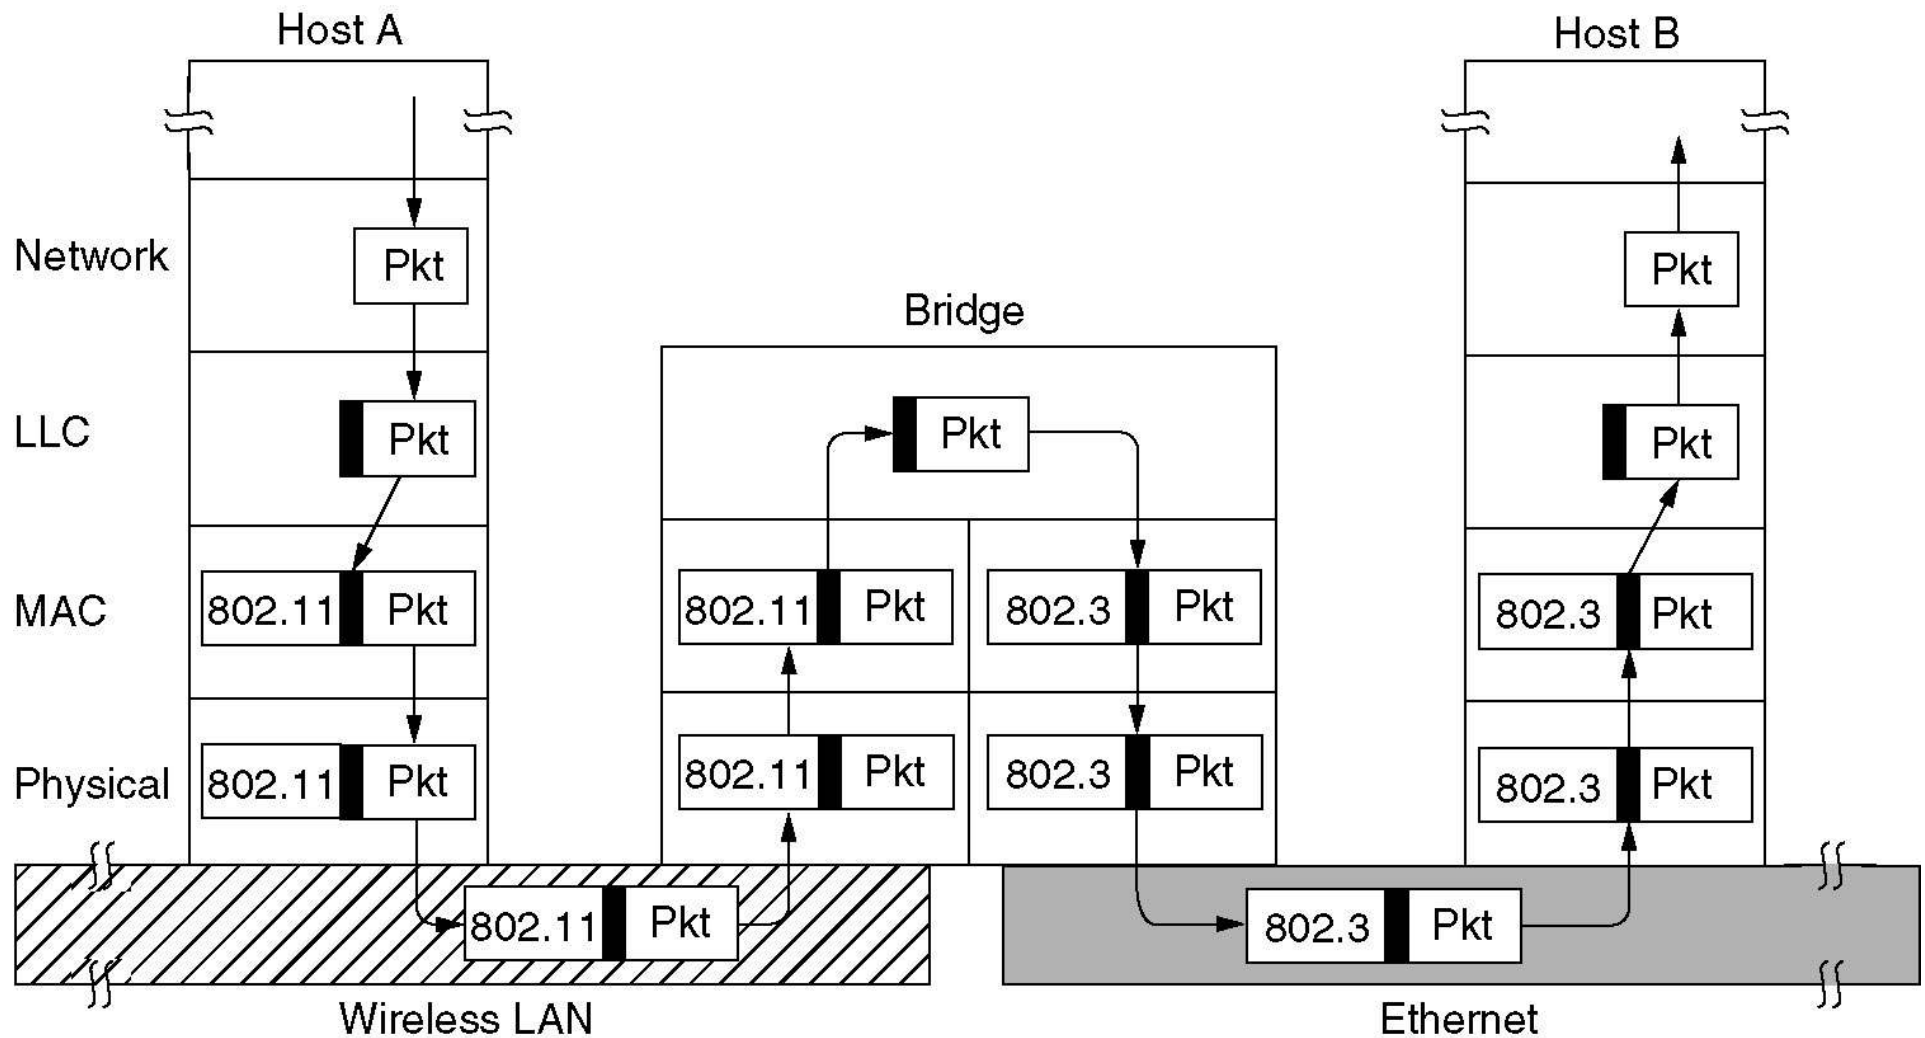 Host A
Host B
Network
Pkt
Pkt
Bridge
LLC
Pkt
Pkt
Pkt
MAC
802.11 Pkt
802.11 Pkt
802.3 Pkt
802.3 Pkt
Physical
802.11 Pkt
802.11 Pkt
802.3 Pkt
802.3 Pkt
802.11 Pkt
802.3 Pkt
Wireless LAN
Ethernet